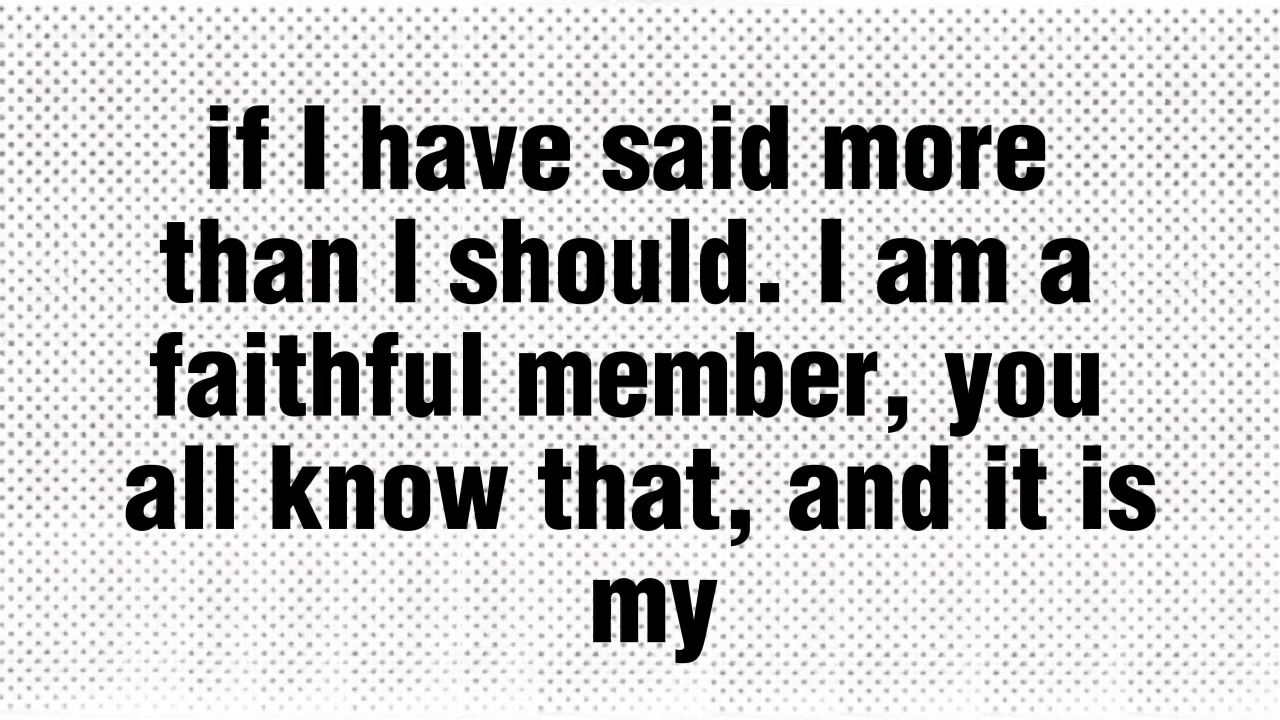 if I have said more
than I should. I am a
faithful member, you
all know that, and it is
my